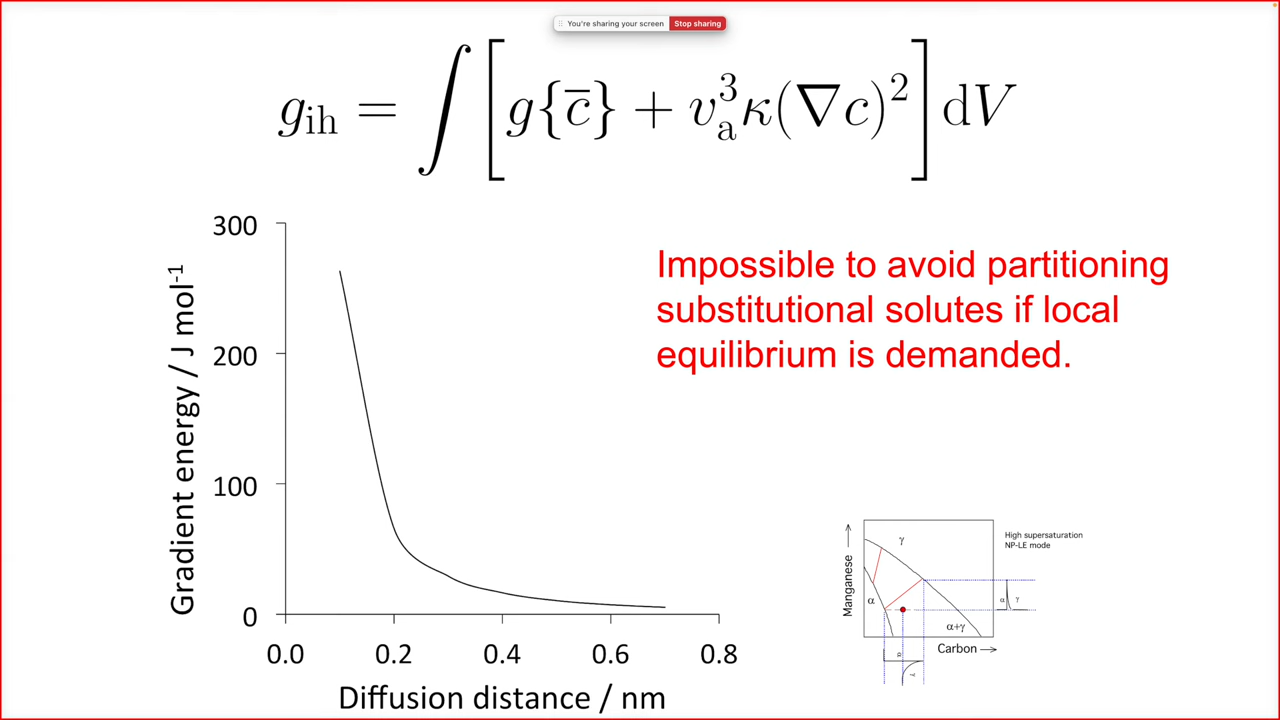 You're sharing your screen Stop sharing
g_ih = ∫ [ g{c̅} + v_a^3 κ(∇c)^2 ] dV
Impossible to avoid partitioning
substitutional solutes if local
equilibrium is demanded.
Gradient energy / J mol⁻¹
300
200
100
0
0.0 0.2 0.4 0.6 0.8
Diffusion distance / nm
High supersaturation
NP-LE mode
Manganese
γ
α
α+γ
Carbon
α γ
α
γ